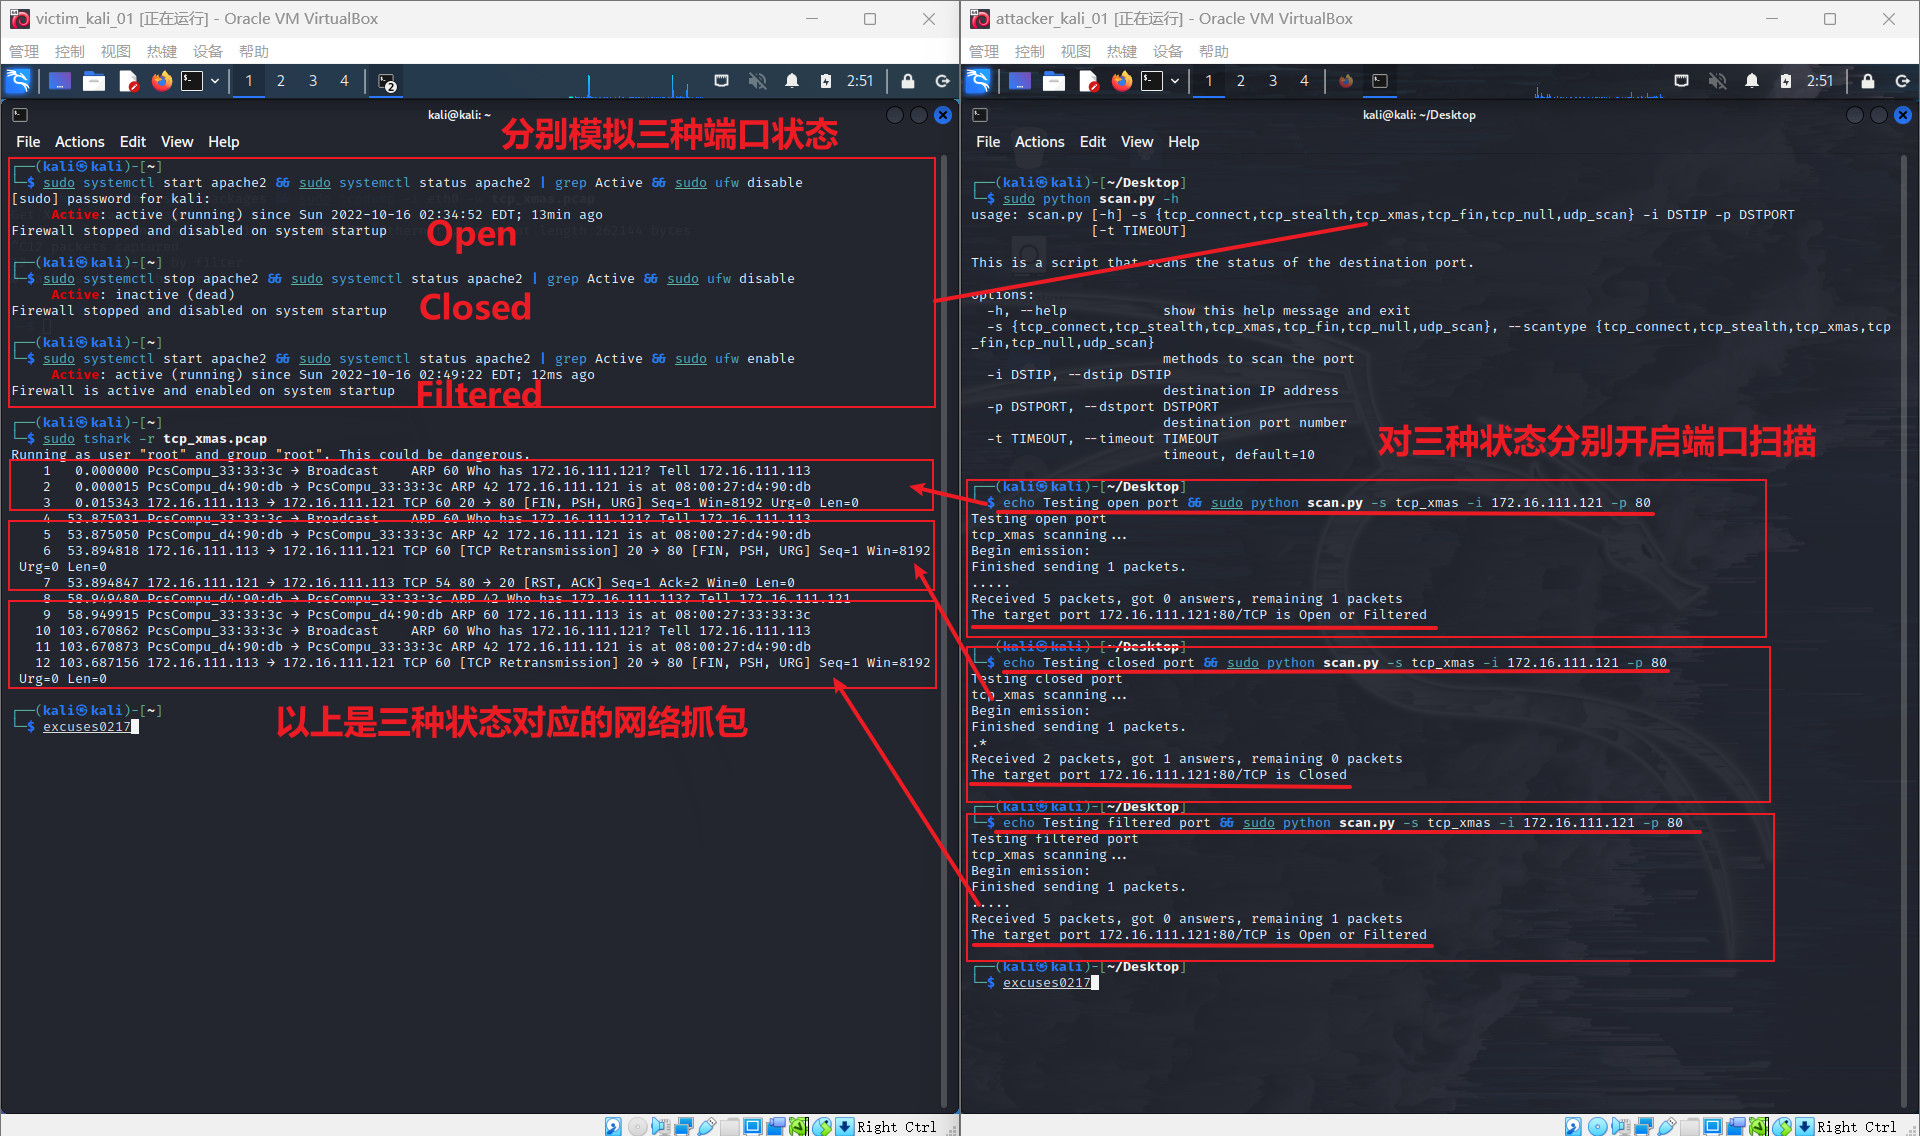 victim_kali_01 [正在运行] - Oracle VM VirtualBox
管理 控制 视图 热键 设备 帮助
1 2 3 4 2:51
kali@kali: ~
File Actions Edit View Help
分别模拟三种端口状态
┌──(kali㉿kali)-[~]
└─$ sudo systemctl start apache2 && sudo systemctl status apache2 | grep Active && sudo ufw disable
[sudo] password for kali:
Active: active (running) since Sun 2022-10-16 02:34:52 EDT; 13min ago
Firewall stopped and disabled on system startup
Open
┌──(kali㉿kali)-[~]
└─$ sudo systemctl stop apache2 && sudo systemctl status apache2 | grep Active && sudo ufw disable
Active: inactive (dead)
Firewall stopped and disabled on system startup
Closed
┌──(kali㉿kali)-[~]
└─$ sudo systemctl start apache2 && sudo systemctl status apache2 | grep Active && sudo ufw enable
Active: active (running) since Sun 2022-10-16 02:49:22 EDT; 12ms ago
Firewall is active and enabled on system startup
Filtered
┌──(kali㉿kali)-[~]
└─$ sudo tshark -r tcp_xmas.pcap
Running as user "root" and group "root". This could be dangerous.
1 0.000000 PcsCompu_33:33:3c → Broadcast ARP 60 Who has 172.16.111.121? Tell 172.16.111.113
2 0.000015 PcsCompu_d4:90:db → PcsCompu_33:33:3c ARP 42 172.16.111.121 is at 08:00:27:d4:90:db
3 0.015343 172.16.111.113 → 172.16.111.121 TCP 60 20 → 80 [FIN, PSH, URG] Seq=1 Win=8192 Urg=0 Len=0
4 53.875031 PcsCompu_33:33:3c → Broadcast ARP 60 Who has 172.16.111.121? Tell 172.16.111.113
5 53.875050 PcsCompu_d4:90:db → PcsCompu_33:33:3c ARP 42 172.16.111.121 is at 08:00:27:d4:90:db
6 53.894818 172.16.111.113 → 172.16.111.121 TCP 60 [TCP Retransmission] 20 → 80 [FIN, PSH, URG] Seq=1 Win=8192
Urg=0 Len=0
7 53.894847 172.16.111.121 → 172.16.111.113 TCP 54 80 → 20 [RST, ACK] Seq=1 Ack=2 Win=0 Len=0
8 58.949480 PcsCompu_d4:90:db → PcsCompu_33:33:3c ARP 42 Who has 172.16.111.113? Tell 172.16.111.121
9 58.949915 PcsCompu_33:33:3c → PcsCompu_d4:90:db ARP 60 172.16.111.113 is at 08:00:27:33:33:3c
10 103.670862 PcsCompu_33:33:3c → Broadcast ARP 60 Who has 172.16.111.121? Tell 172.16.111.113
11 103.670873 PcsCompu_d4:90:db → PcsCompu_33:33:3c ARP 42 172.16.111.121 is at 08:00:27:d4:90:db
12 103.687156 172.16.111.113 → 172.16.111.121 TCP 60 [TCP Retransmission] 20 → 80 [FIN, PSH, URG] Seq=1 Win=8192
Urg=0 Len=0
┌──(kali㉿kali)-[~]
└─$ excuses0217
以上是三种状态对应的网络抓包
Right Ctrl
attacker_kali_01 [正在运行] - Oracle VM VirtualBox
管理 控制 视图 热键 设备 帮助
1 2 3 4 2:51
kali@kali: ~/Desktop
File Actions Edit View Help
┌──(kali㉿kali)-[~/Desktop]
└─$ sudo python scan.py -h
usage: scan.py [-h] -s {tcp_connect,tcp_stealth,tcp_xmas,tcp_fin,tcp_null,udp_scan} -i DSTIP -p DSTPORT
[-t TIMEOUT]
This is a script that scans the status of the destination port.
options:
-h, --help show this help message and exit
-s {tcp_connect,tcp_stealth,tcp_xmas,tcp_fin,tcp_null,udp_scan}, --scantype {tcp_connect,tcp_stealth,tcp_xmas,tcp
_fin,tcp_null,udp_scan}
methods to scan the port
-i DSTIP, --dstip DSTIP
destination IP address
-p DSTPORT, --dstport DSTPORT
destination port number
-t TIMEOUT, --timeout TIMEOUT
timeout, default=10
对三种状态分别开启端口扫描
┌──(kali㉿kali)-[~/Desktop]
└─$ echo Testing open port && sudo python scan.py -s tcp_xmas -i 172.16.111.121 -p 80
Testing open port
tcp_xmas scanning...
Begin emission:
Finished sending 1 packets.
.....
Received 5 packets, got 0 answers, remaining 1 packets
The target port 172.16.111.121:80/TCP is Open or Filtered
┌──(kali㉿kali)-[~/Desktop]
└─$ echo Testing closed port && sudo python scan.py -s tcp_xmas -i 172.16.111.121 -p 80
Testing closed port
tcp_xmas scanning...
Begin emission:
Finished sending 1 packets.
.*
Received 2 packets, got 1 answers, remaining 0 packets
The target port 172.16.111.121:80/TCP is Closed
┌──(kali㉿kali)-[~/Desktop]
└─$ echo Testing filtered port && sudo python scan.py -s tcp_xmas -i 172.16.111.121 -p 80
Testing filtered port
tcp_xmas scanning...
Begin emission:
Finished sending 1 packets.
.....
Received 5 packets, got 0 answers, remaining 1 packets
The target port 172.16.111.121:80/TCP is Open or Filtered
┌──(kali㉿kali)-[~/Desktop]
└─$ excuses0217
Right Ctrl